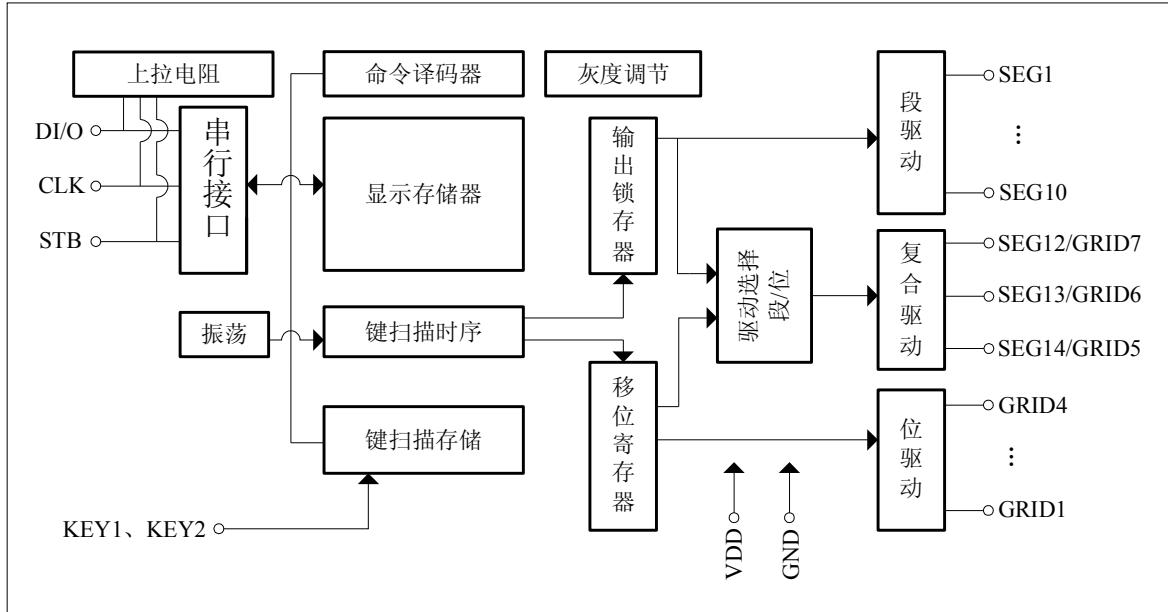 上拉电阻
命令译码器
灰度调节
DI/O
CLK
STB
串行接口
显示存储器
输出锁存器
段驱动
SEG1
⋮
SEG10
振荡
键扫描时序
驱动选择
段/位
复合驱动
SEG12/GRID7
SEG13/GRID6
SEG14/GRID5
键扫描存储
移位寄存器
位驱动
GRID4
⋮
GRID1
KEY1、KEY2
VDD
GND